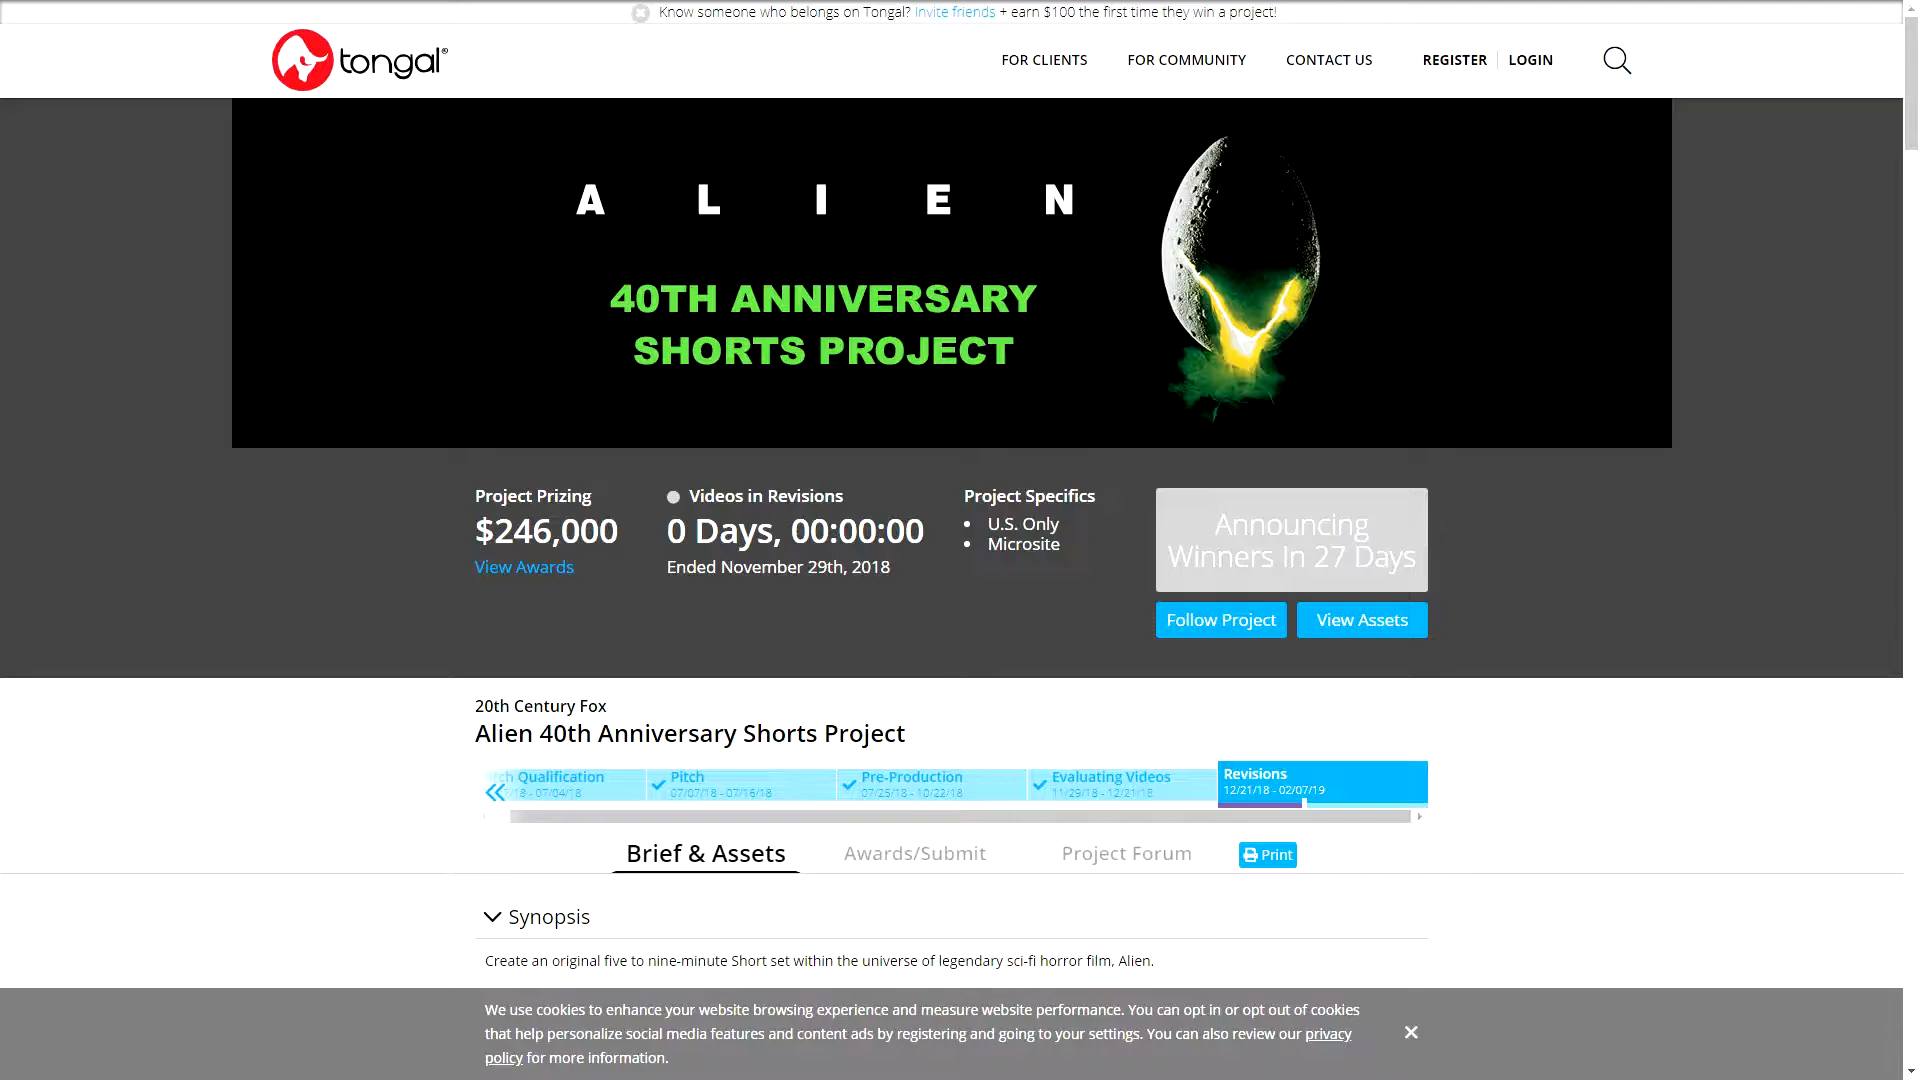 Know someone who belongs on Tongal? Invite friends + earn $100 the first time they win a project!
tongal®
FOR CLIENTS
FOR COMMUNITY
CONTACT US
REGISTER
LOGIN
A L I E N
40TH ANNIVERSARY
SHORTS PROJECT
Project Prizing
$246,000
View Awards
Videos in Revisions
0 Days, 00:00:00
Ended November 29th, 2018
Project Specifics
U.S. Only
Microsite
Announcing
Winners In 27 Days
Follow Project
View Assets
20th Century Fox
Alien 40th Anniversary Shorts Project
Qualification
- 07/04/18
Pitch
07/07/18 - 07/16/18
Pre-Production
07/25/18 - 10/22/18
Evaluating Videos
11/29/18 - 12/21/18
Revisions
12/21/18 - 02/07/19
Brief & Assets
Awards/Submit
Project Forum
Print
Synopsis
Create an original five to nine-minute Short set within the universe of legendary sci-fi horror film, Alien.
We use cookies to enhance your website browsing experience and measure website performance. You can opt in or opt out of cookies
that help personalize social media features and content ads by registering and going to your settings. You can also review our privacy
policy for more information.